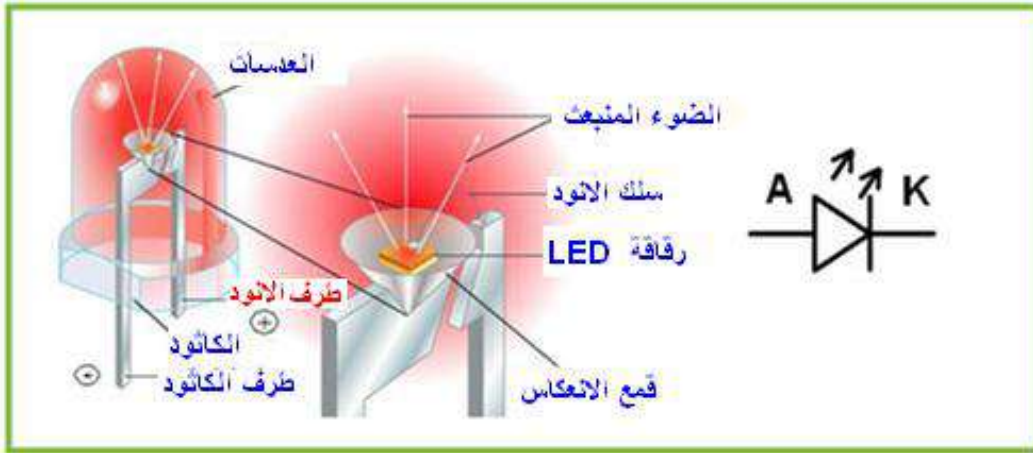 العدسات
الضوء المنبعث
سلك الانود
رقاقة LED
طرف الانود
الكاثود
طرف الكاثود
قمع الانعكاس
A K